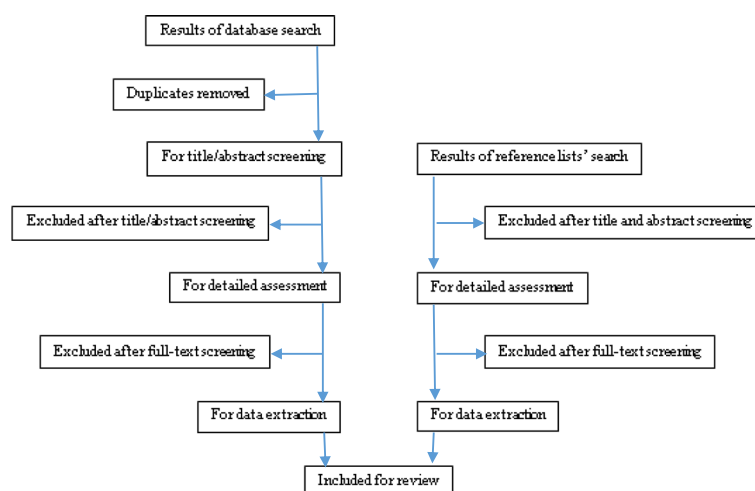 Results of database search
Duplicates removed
For title/abstract screening
Results of reference lists' search
Excluded after title/abstract screening
Excluded after title and abstract screening
For detailed assessment
For detailed assessment
Excluded after full-text screening
Excluded after full-text screening
For data extraction
For data extraction
Included for review